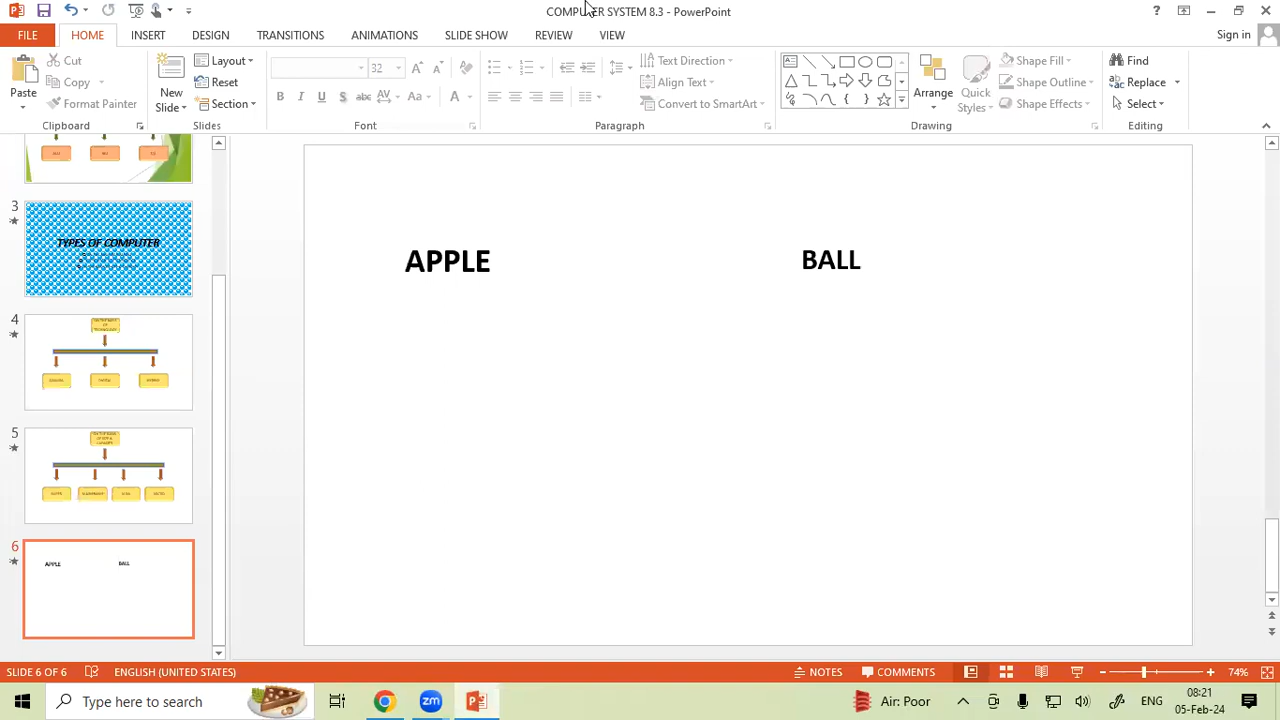 COMPUTER SYSTEM 8.3 - PowerPoint
? 
FILE HOME INSERT DESIGN TRANSITIONS ANIMATIONS SLIDE SHOW REVIEW VIEW Sign in
Paste
Cut
Copy
Format Painter
Clipboard
New Slide
Layout
Reset
Section
Slides
32
B I U S abc AV Aa A
Font
Text Direction
Align Text
Convert to SmartArt
Paragraph
Arrange
Quick Styles
Shape Fill
Shape Outline
Shape Effects
Drawing
Find
Replace
Select
Editing
3
TYPES OF COMPUTER
4
5
6
APPLE BALL
APPLE BALL
SLIDE 6 OF 6 ENGLISH (UNITED STATES) NOTES COMMENTS 74%
Type here to search
zm
Air: Poor
ENG
08:21
05-Feb-24